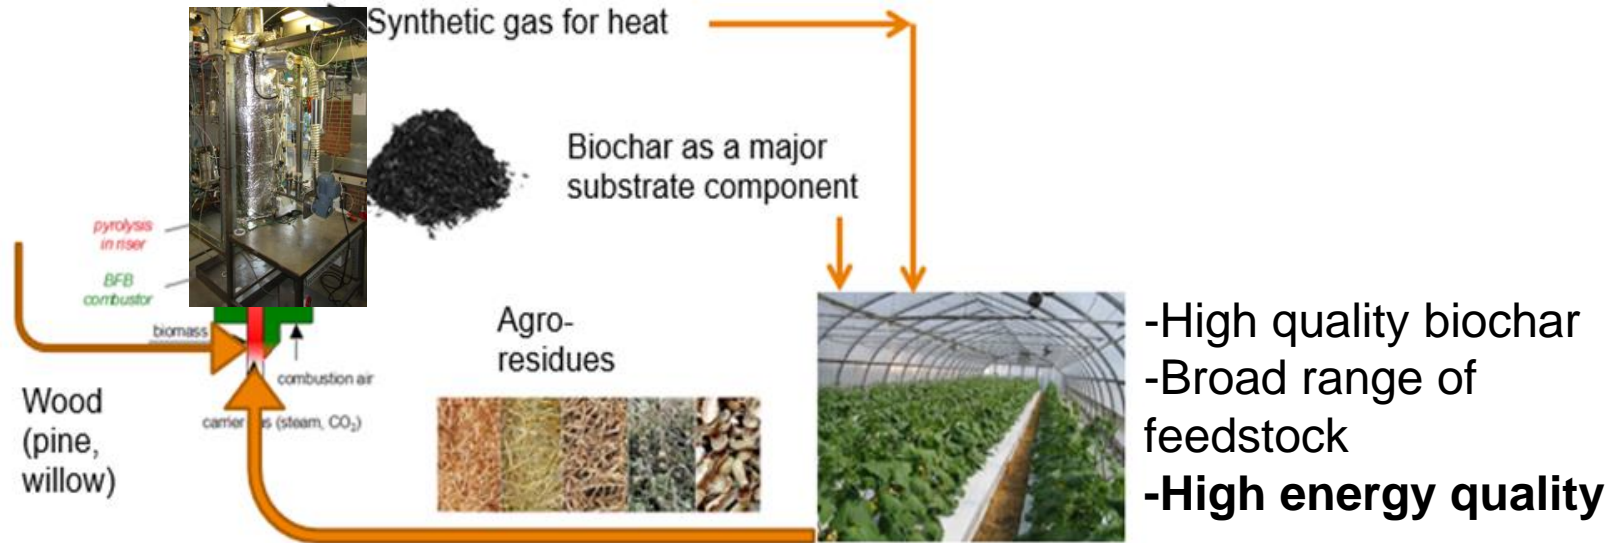 Synthetic gas for heat
Biochar as a major
substrate component
pyrolysis
in riser
BFB
combustor
biomass
combustion air
Agro-
residues
Wood
(pine,
willow)
carrier (steam, CO₂)
-High quality biochar
-Broad range of
feedstock
-High energy quality